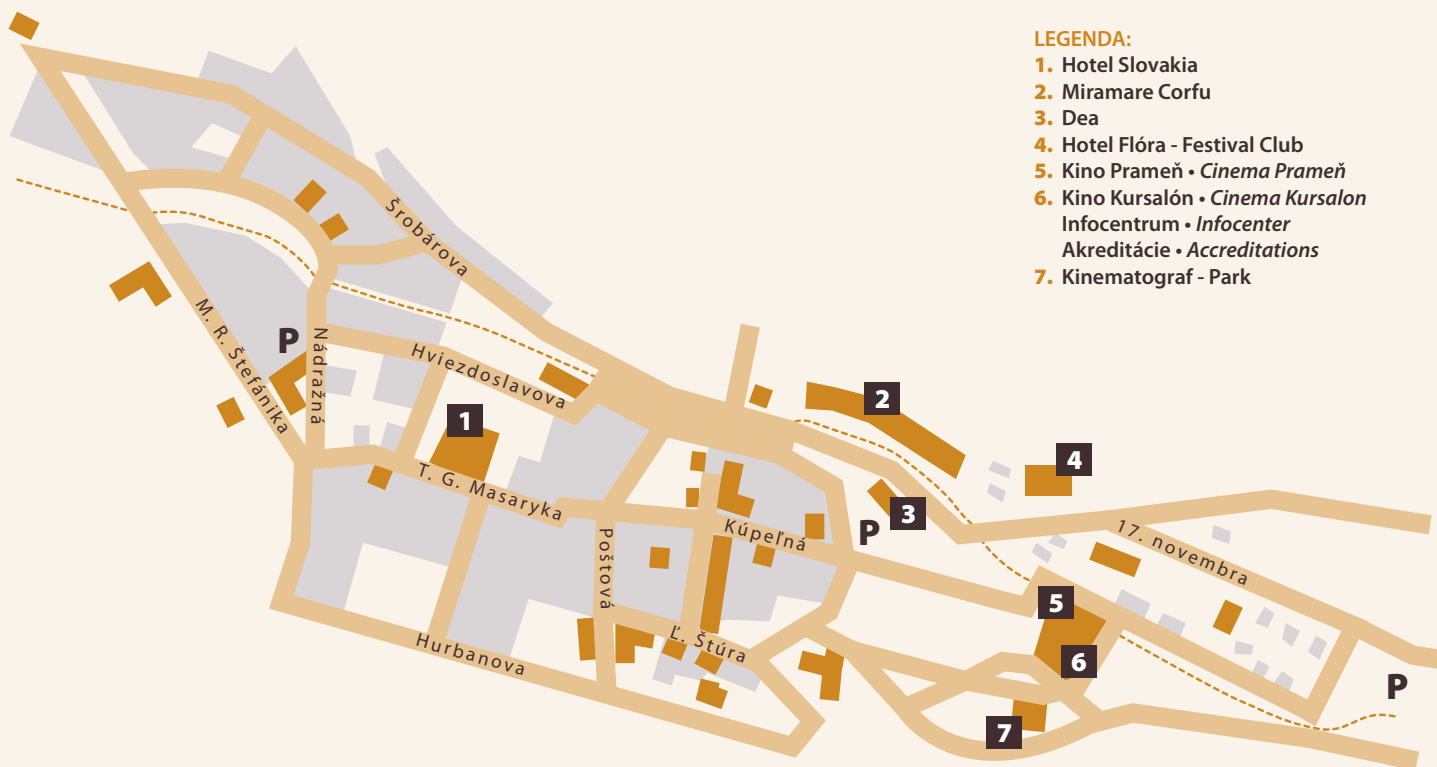 LEGENDA:
1. Hotel Slovakia
2. Miramare Corfu
3. Dea
4. Hotel Flóra - Festival Club
5. Kino Prameň • Cinema Prameň
6. Kino Kursalón • Cinema Kursalon
Infocentrum • Infocenter
Akreditácie • Accreditations
7. Kinematograf - Park
Šrobárova
M. R. Štefánika
P
Nádražná
Hviezdoslavova
1
2
T. G. Masaryka
4
3
P
Kúpeľná
17. novembra
Poštová
5
Ľ. Štúra
6
Hurbanova
P
7